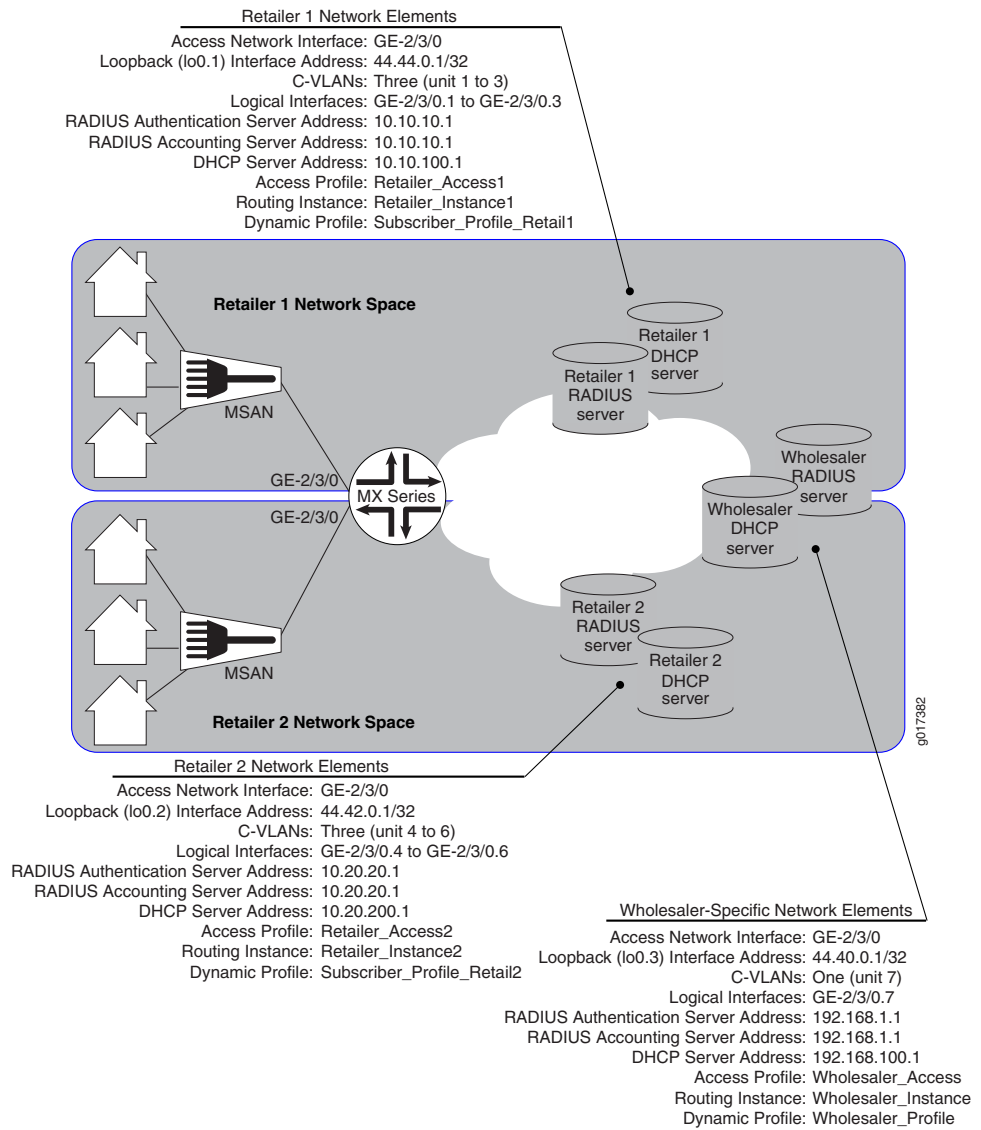 Retailer 1 Network Elements
Access Network Interface: GE-2/3/0
Loopback (lo0.1) Interface Address: 44.44.0.1/32
C-VLANs: Three (unit 1 to 3)
Logical Interfaces: GE-2/3/0.1 to GE-2/3/0.3
RADIUS Authentication Server Address: 10.10.10.1
RADIUS Accounting Server Address: 10.10.10.1
DHCP Server Address: 10.10.100.1
Access Profile: Retailer_Access1
Routing Instance: Retailer_Instance1
Dynamic Profile: Subscriber_Profile_Retail1
Retailer 1 Network Space
Retailer 1
DHCP
server
Retailer 1
RADIUS
server
MSAN
Wholesaler
RADIUS
server
GE-2/3/0
MX Series
Wholesaler
DHCP
server
GE-2/3/0
Retailer 2
RADIUS
server
Retailer 2
DHCP
server
MSAN
Retailer 2 Network Space
g017382
Retailer 2 Network Elements
Access Network Interface: GE-2/3/0
Loopback (lo0.2) Interface Address: 44.42.0.1/32
C-VLANs: Three (unit 4 to 6)
Logical Interfaces: GE-2/3/0.4 to GE-2/3/0.6
RADIUS Authentication Server Address: 10.20.20.1
RADIUS Accounting Server Address: 10.20.20.1
DHCP Server Address: 10.20.200.1
Access Profile: Retailer_Access2
Routing Instance: Retailer_Instance2
Dynamic Profile: Subscriber_Profile_Retail2
Wholesaler-Specific Network Elements
Access Network Interface: GE-2/3/0
Loopback (lo0.3) Interface Address: 44.40.0.1/32
C-VLANs: One (unit 7)
Logical Interfaces: GE-2/3/0.7
RADIUS Authentication Server Address: 192.168.1.1
RADIUS Accounting Server Address: 192.168.1.1
DHCP Server Address: 192.168.100.1
Access Profile: Wholesaler_Access
Routing Instance: Wholesaler_Instance
Dynamic Profile: Wholesaler_Profile